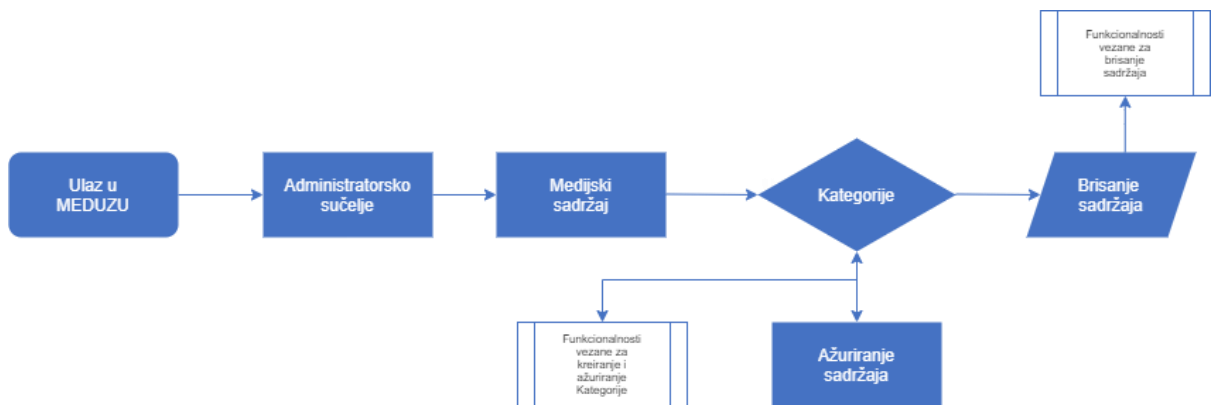 Funkcionalnosti
vezane za
brisanje
sadržaja
Ulaz u
MEDUZU
Administratorsko
sučelje
Medijski
sadržaj
Kategorije
Brisanje
sadržaja
Funkcionalnosti
vezane za
kreiranje i
ažuriranje
Kategorije
Ažuriranje
sadržaja